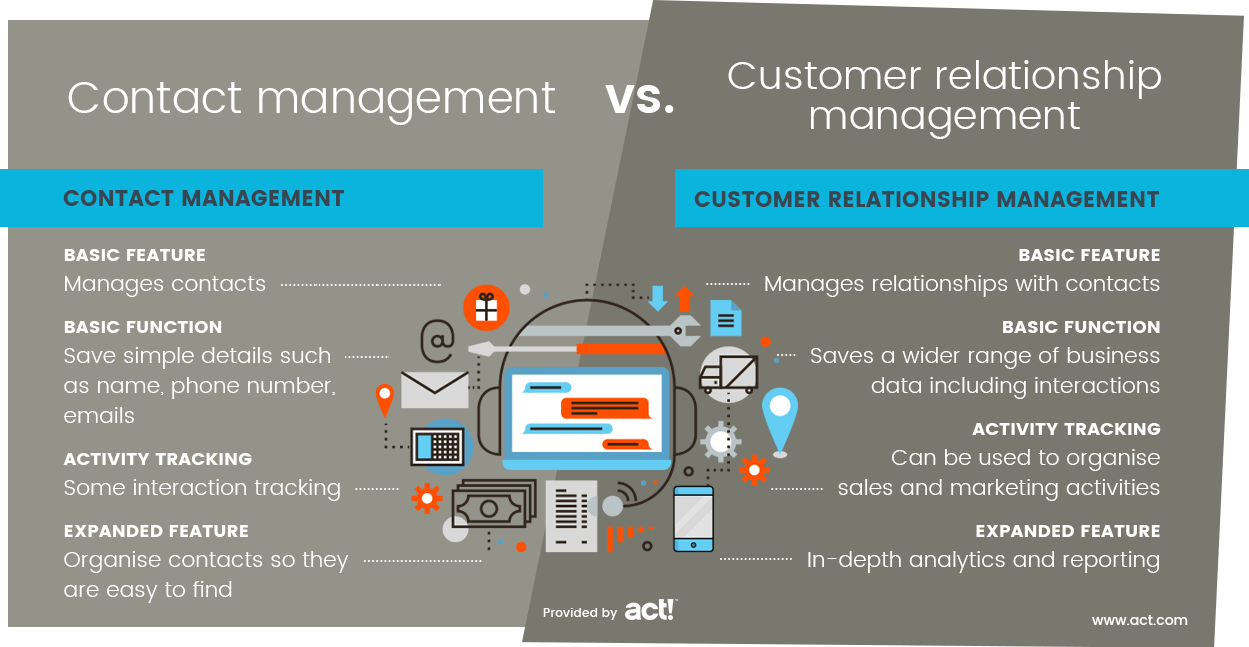 Contact management
vs.
Customer relationship
management
CONTACT MANAGEMENT
BASIC FEATURE
Manages contacts
BASIC FUNCTION
Save simple details such
as name, phone number,
emails
ACTIVITY TRACKING
Some interaction tracking
EXPANDED FEATURE
Organise contacts so they
are easy to find
CUSTOMER RELATIONSHIP MANAGEMENT
BASIC FEATURE
Manages relationships with contacts
BASIC FUNCTION
Saves a wider range of business
data including interactions
ACTIVITY TRACKING
Can be used to organise
sales and marketing activities
EXPANDED FEATURE
In-depth analytics and reporting
@
Provided by act!™
www.act.com